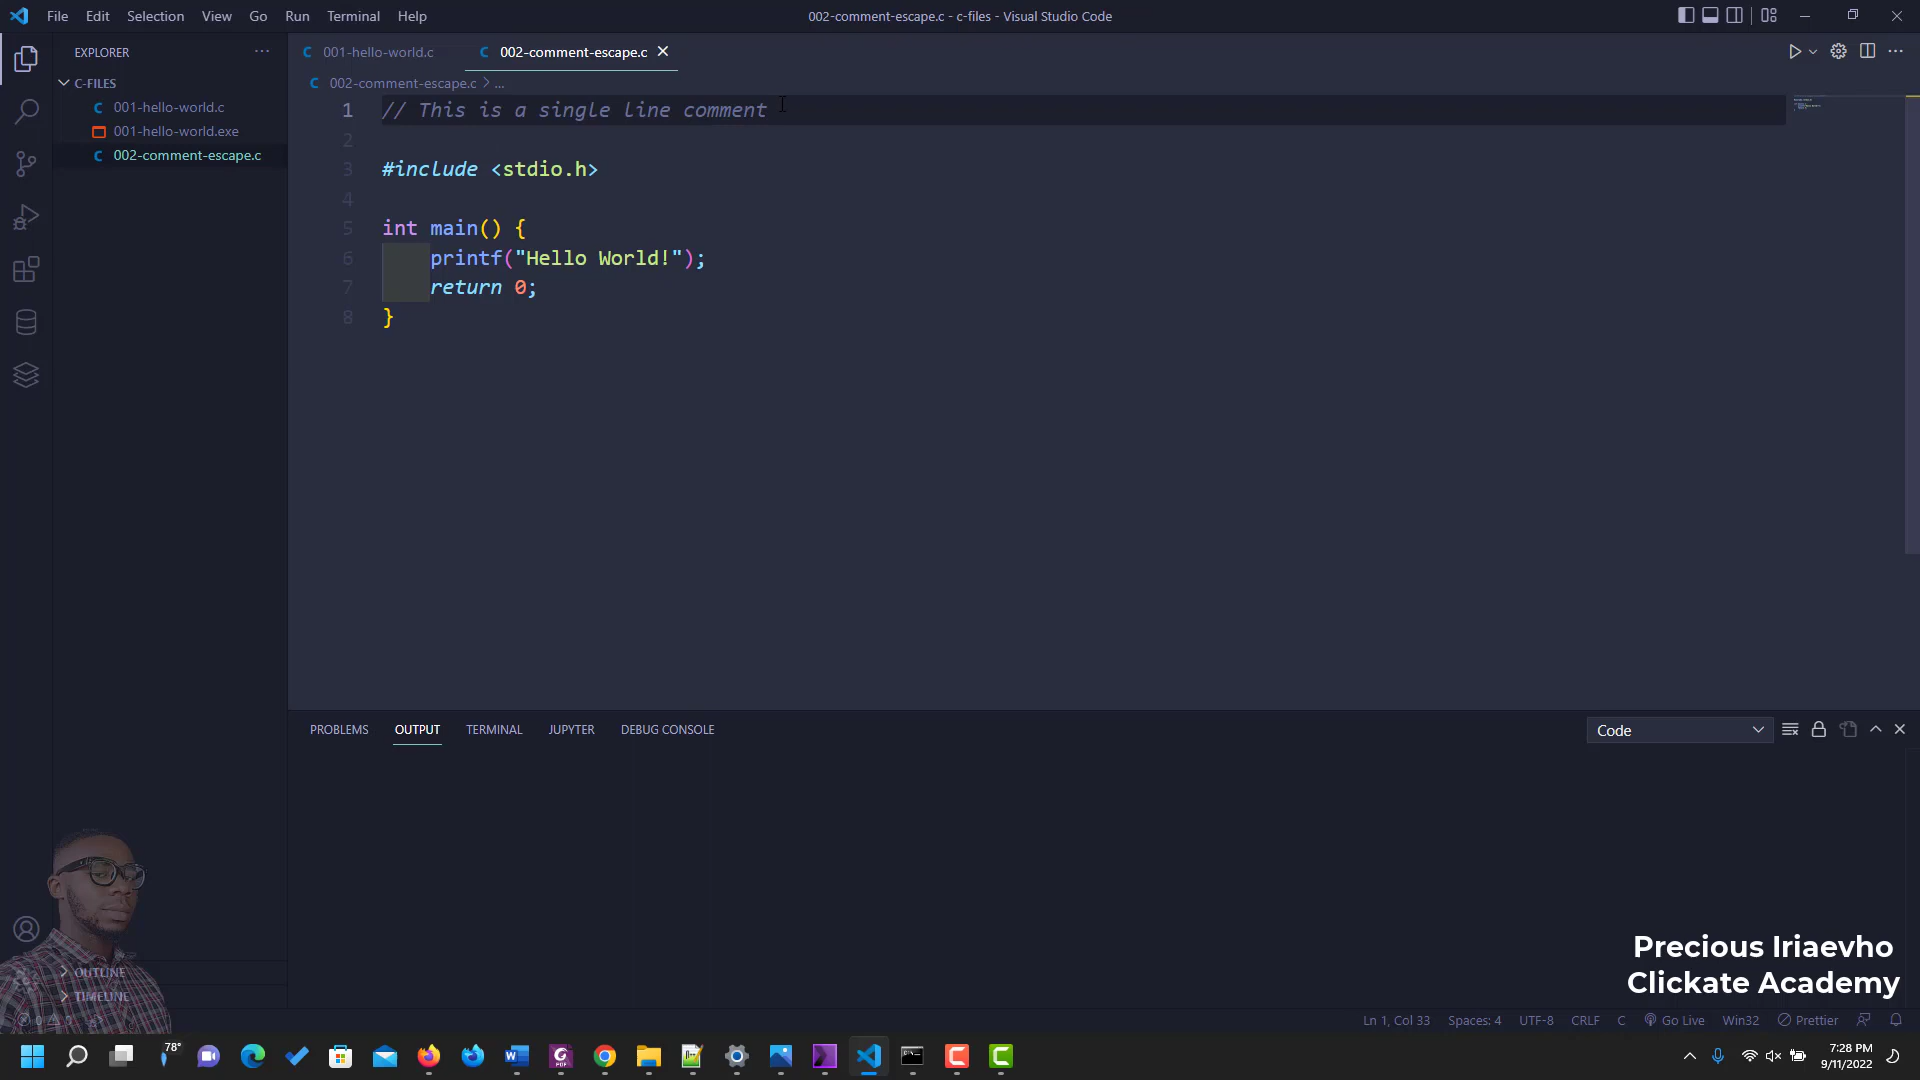 File Edit Selection View Go Run Terminal Help
002-comment-escape.c - c-files - Visual Studio Code
EXPLORER
C-FILES
001-hello-world.c
001-hello-world.exe
002-comment-escape.c
001-hello-world.c
002-comment-escape.c
002-comment-escape.c > ...
1 // This is a single line comment
2
3 #include <stdio.h>
4
5 int main() {
6 printf("Hello World!");
7 return 0;
8 }
PROBLEMS OUTPUT TERMINAL JUPYTER DEBUG CONSOLE
Code
Precious Iriaevho
Clickate Academy
OUTLINE
TIMELINE
Ln 1, Col 33 Spaces: 4 UTF-8 CRLF C Go Live Win32 Prettier
78°
7:28 PM
9/11/2022